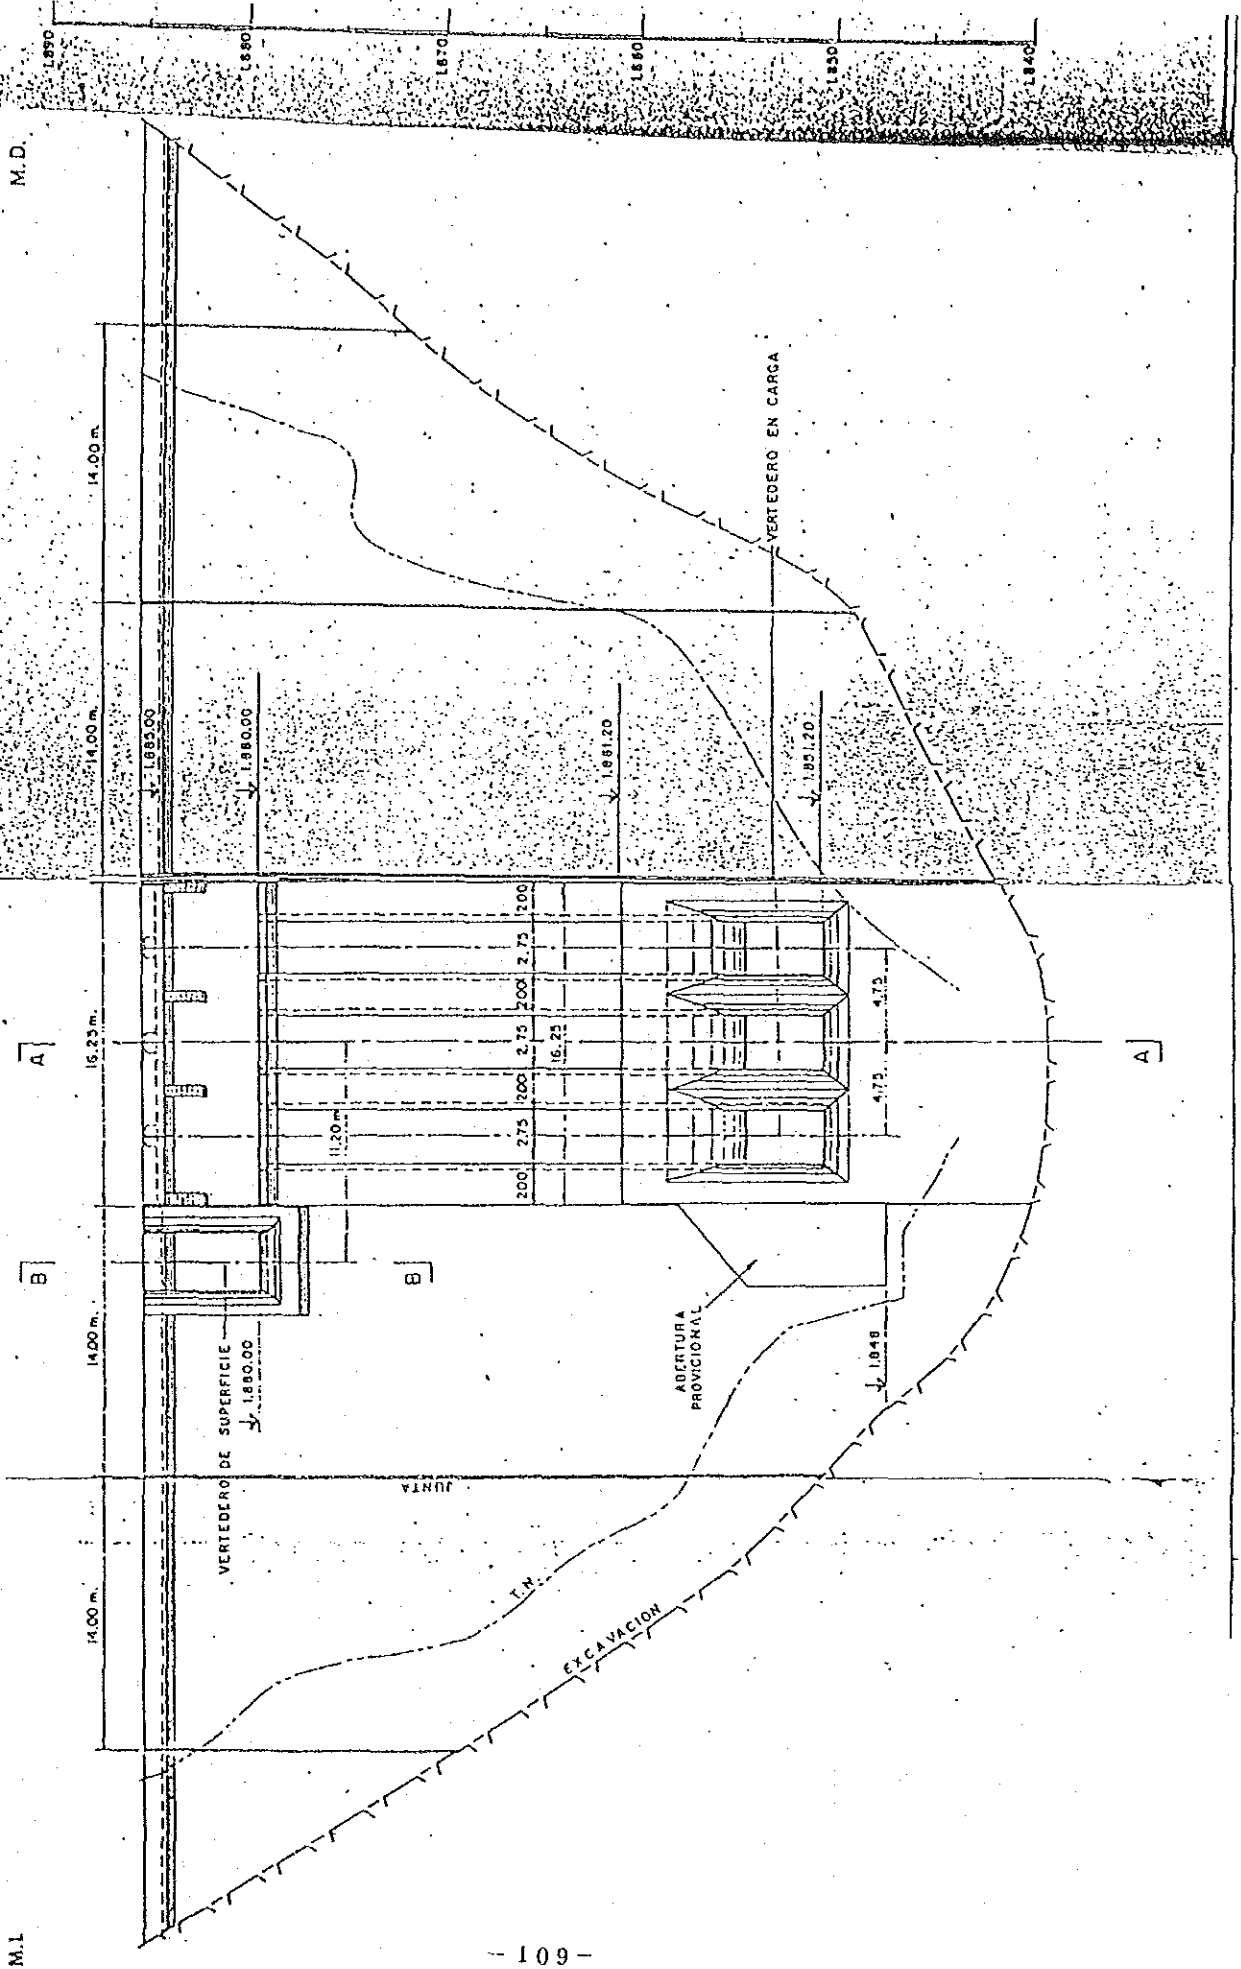 M.I.
M.D.
14.00 m.
14.00 m.
16.25 m.
14.00 m.
14.00 m.
B
A
1.890
1.880
1.870
1.860
1.850
1.840
1.885.00
1.880.00
VERTEDERO DE SUPERFICIE
1.880.00
11.20 m
B
JUNTA
T.N.
EXCAVACION
200
2.75
200
2.75
200
2.75
200
16.25
1.861.20
VERTEDERO EN CARGA
1.851.20
ABERTURA
PROVICIONAL
1.848
4.75
4.75
A
-601-